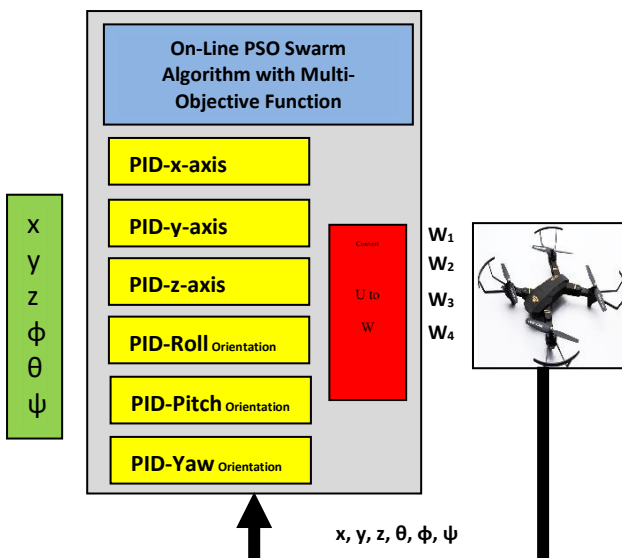 On-Line PSO Swarm
Algorithm with Multi-
Objective Function
PID-x-axis
PID-y-axis
PID-z-axis
PID-Roll Orientation
PID-Pitch Orientation
PID-Yaw Orientation
x
y
z
ϕ
θ
ψ
Convert
U to
W
W₁
W₂
W₃
W₄
x, y, z, θ, ϕ, ψ